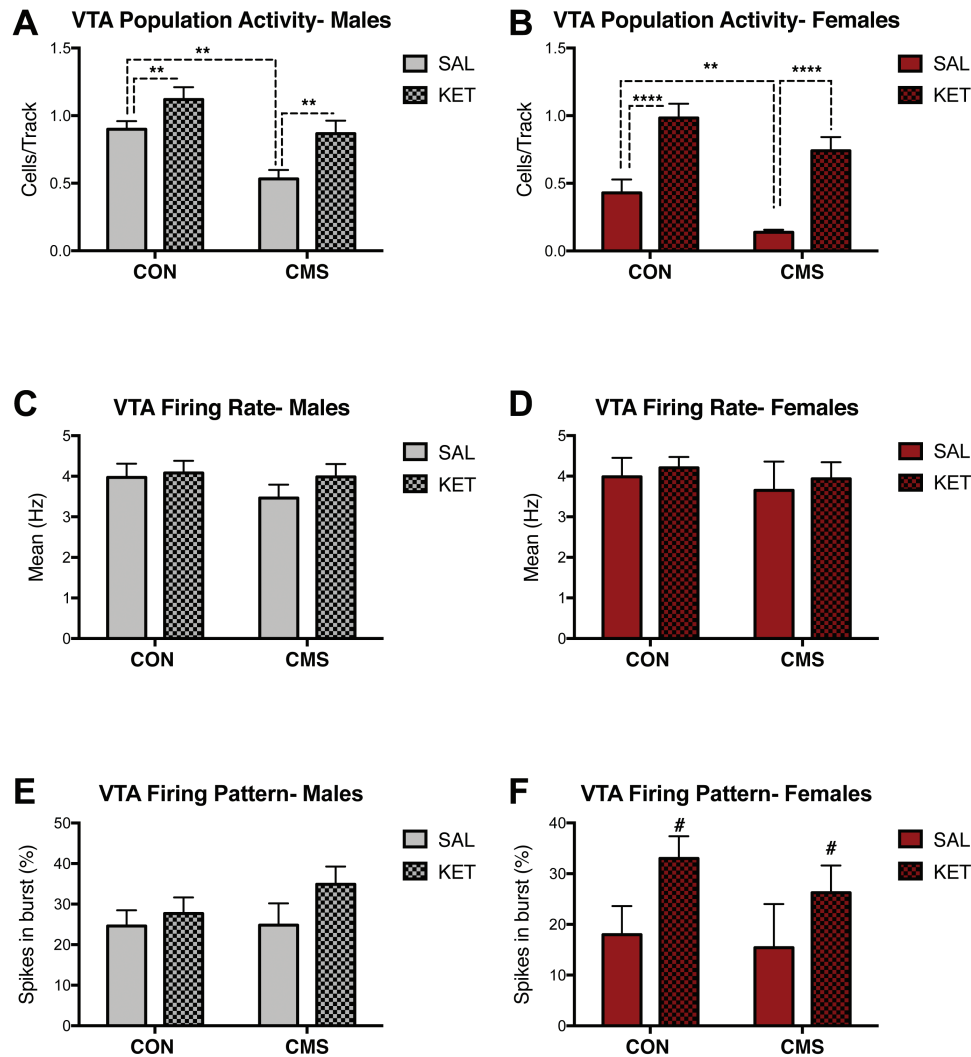 A
VTA Population Activity- Males
1.5
1.0
0.5
0.0
Cells/Track
**
**
**
CON
CMS
SAL
KET
B
VTA Population Activity- Females
1.5
1.0
0.5
0.0
Cells/Track
**
****
****
CON
CMS
SAL
KET
C
VTA Firing Rate- Males
5
4
3
2
1
0
Mean (Hz)
CON
CMS
SAL
KET
D
VTA Firing Rate- Females
5
4
3
2
1
0
Mean (Hz)
CON
CMS
SAL
KET
E
VTA Firing Pattern- Males
50
40
30
20
10
0
Spikes in burst (%)
CON
CMS
SAL
KET
F
VTA Firing Pattern- Females
40
30
20
10
0
Spikes in burst (%)
#
#
CON
CMS
SAL
KET